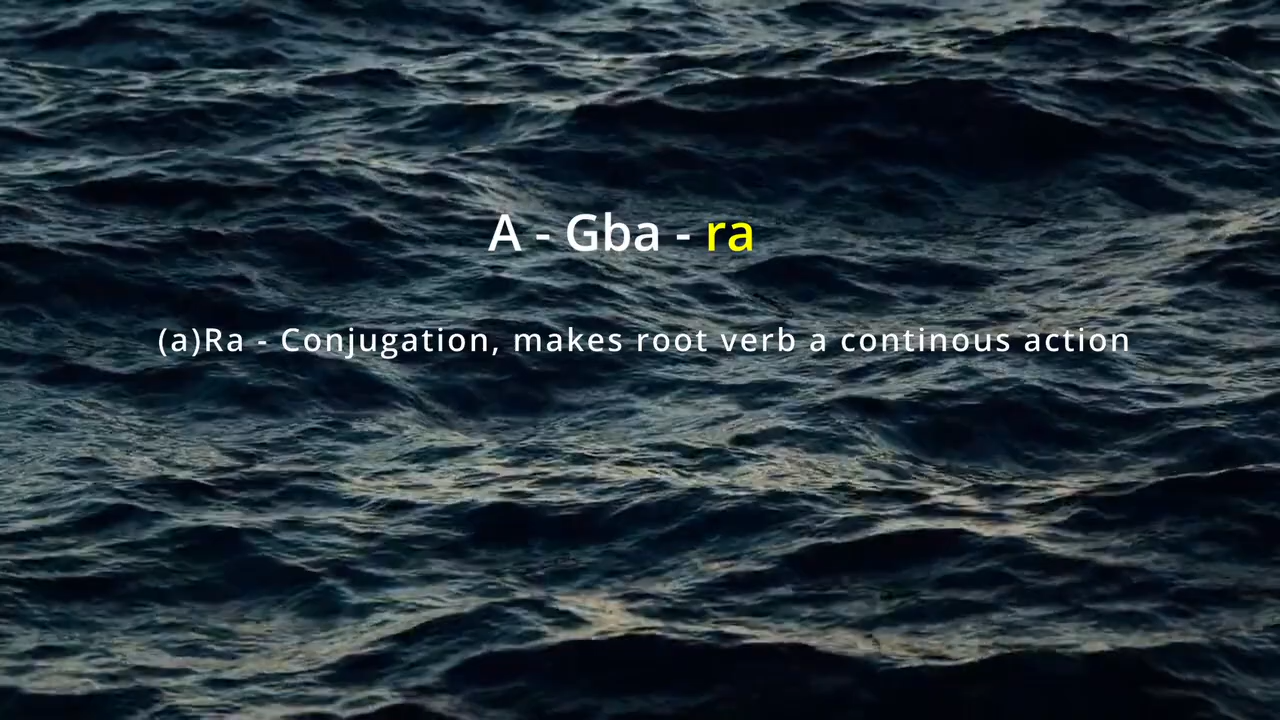 A - Gba - ra
(a)Ra - Conjugation, makes root verb a continous action